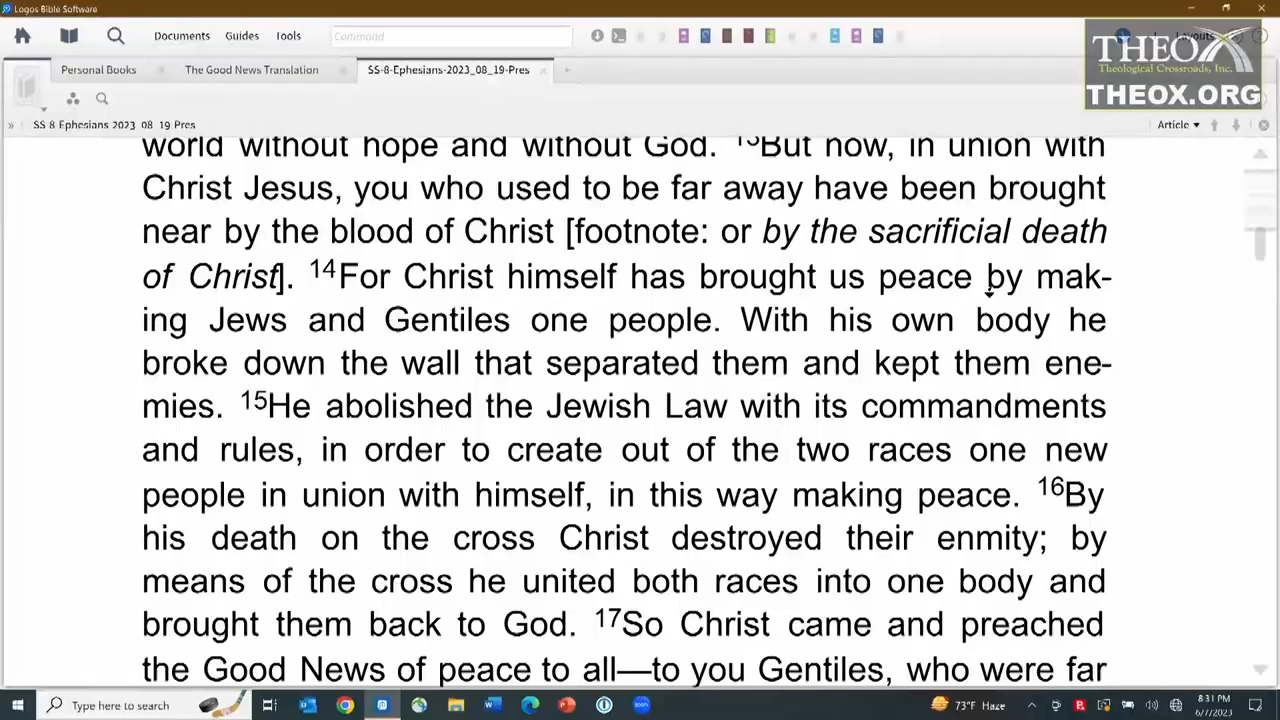 Logos Bible Software
Documents Guides Tools Command Layouts
THEOX
Theological Crossroads, Inc.
THEOX.ORG
Personal Books The Good News Translation SS-8-Ephesians-2023_08_19-Pres
SS-8-Ephesians-2023_08_19-Pres Article
world without hope and without God. 13But now, in union with
Christ Jesus, you who used to be far away have been brought
near by the blood of Christ [footnote: or by the sacrificial death
of Christ]. 14For Christ himself has brought us peace by mak-
ing Jews and Gentiles one people. With his own body he
broke down the wall that separated them and kept them ene-
mies. 15He abolished the Jewish Law with its commandments
and rules, in order to create out of the two races one new
people in union with himself, in this way making peace. 16By
his death on the cross Christ destroyed their enmity; by
means of the cross he united both races into one body and
brought them back to God. 17So Christ came and preached
the Good News of peace to all—to you Gentiles, who were far
Type here to search 73°F Haze 8:31 PM
6/7/2023